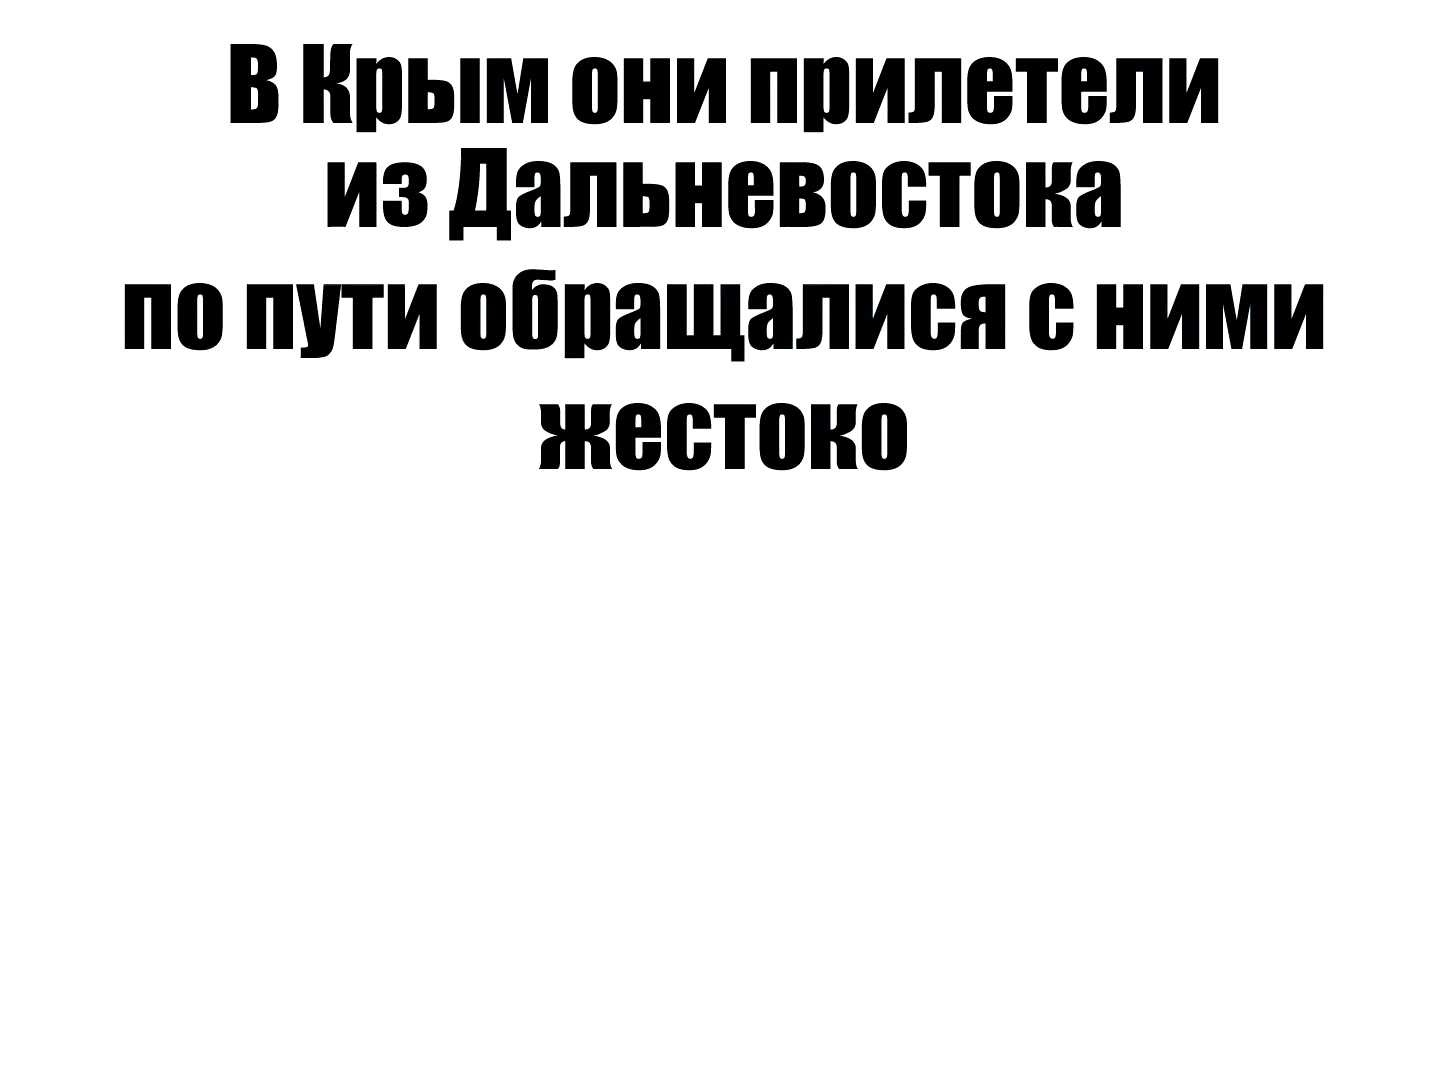 В Крым они прилетели
из Дальневостока
по пути обращалися с ними
жестоко